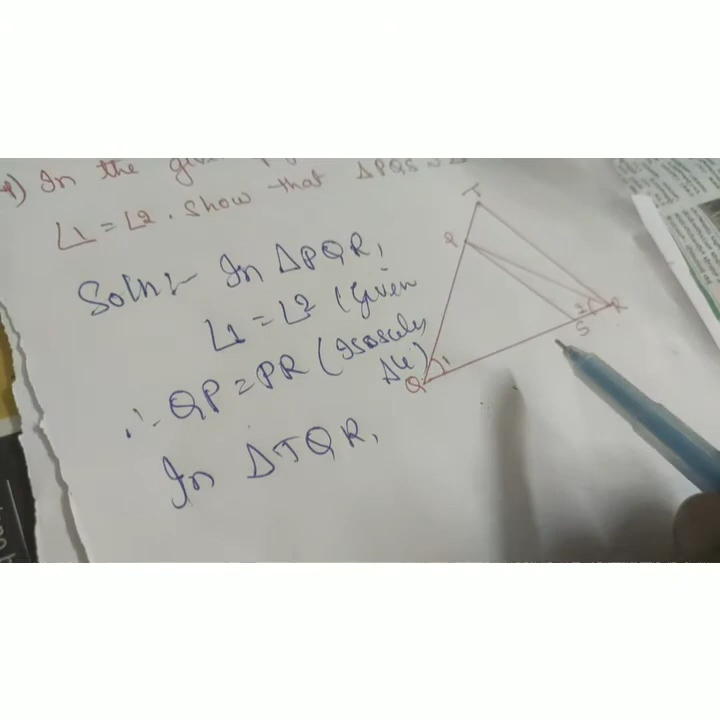 In the
∠1 = ∠2. Show that ΔPQS ~
Soln:- In ΔPQR,
∠1 = ∠2 (Given
∴ QP = PR (Isosceles
Δle)
In ΔTQR,
T
P
2
R
S
1
Q